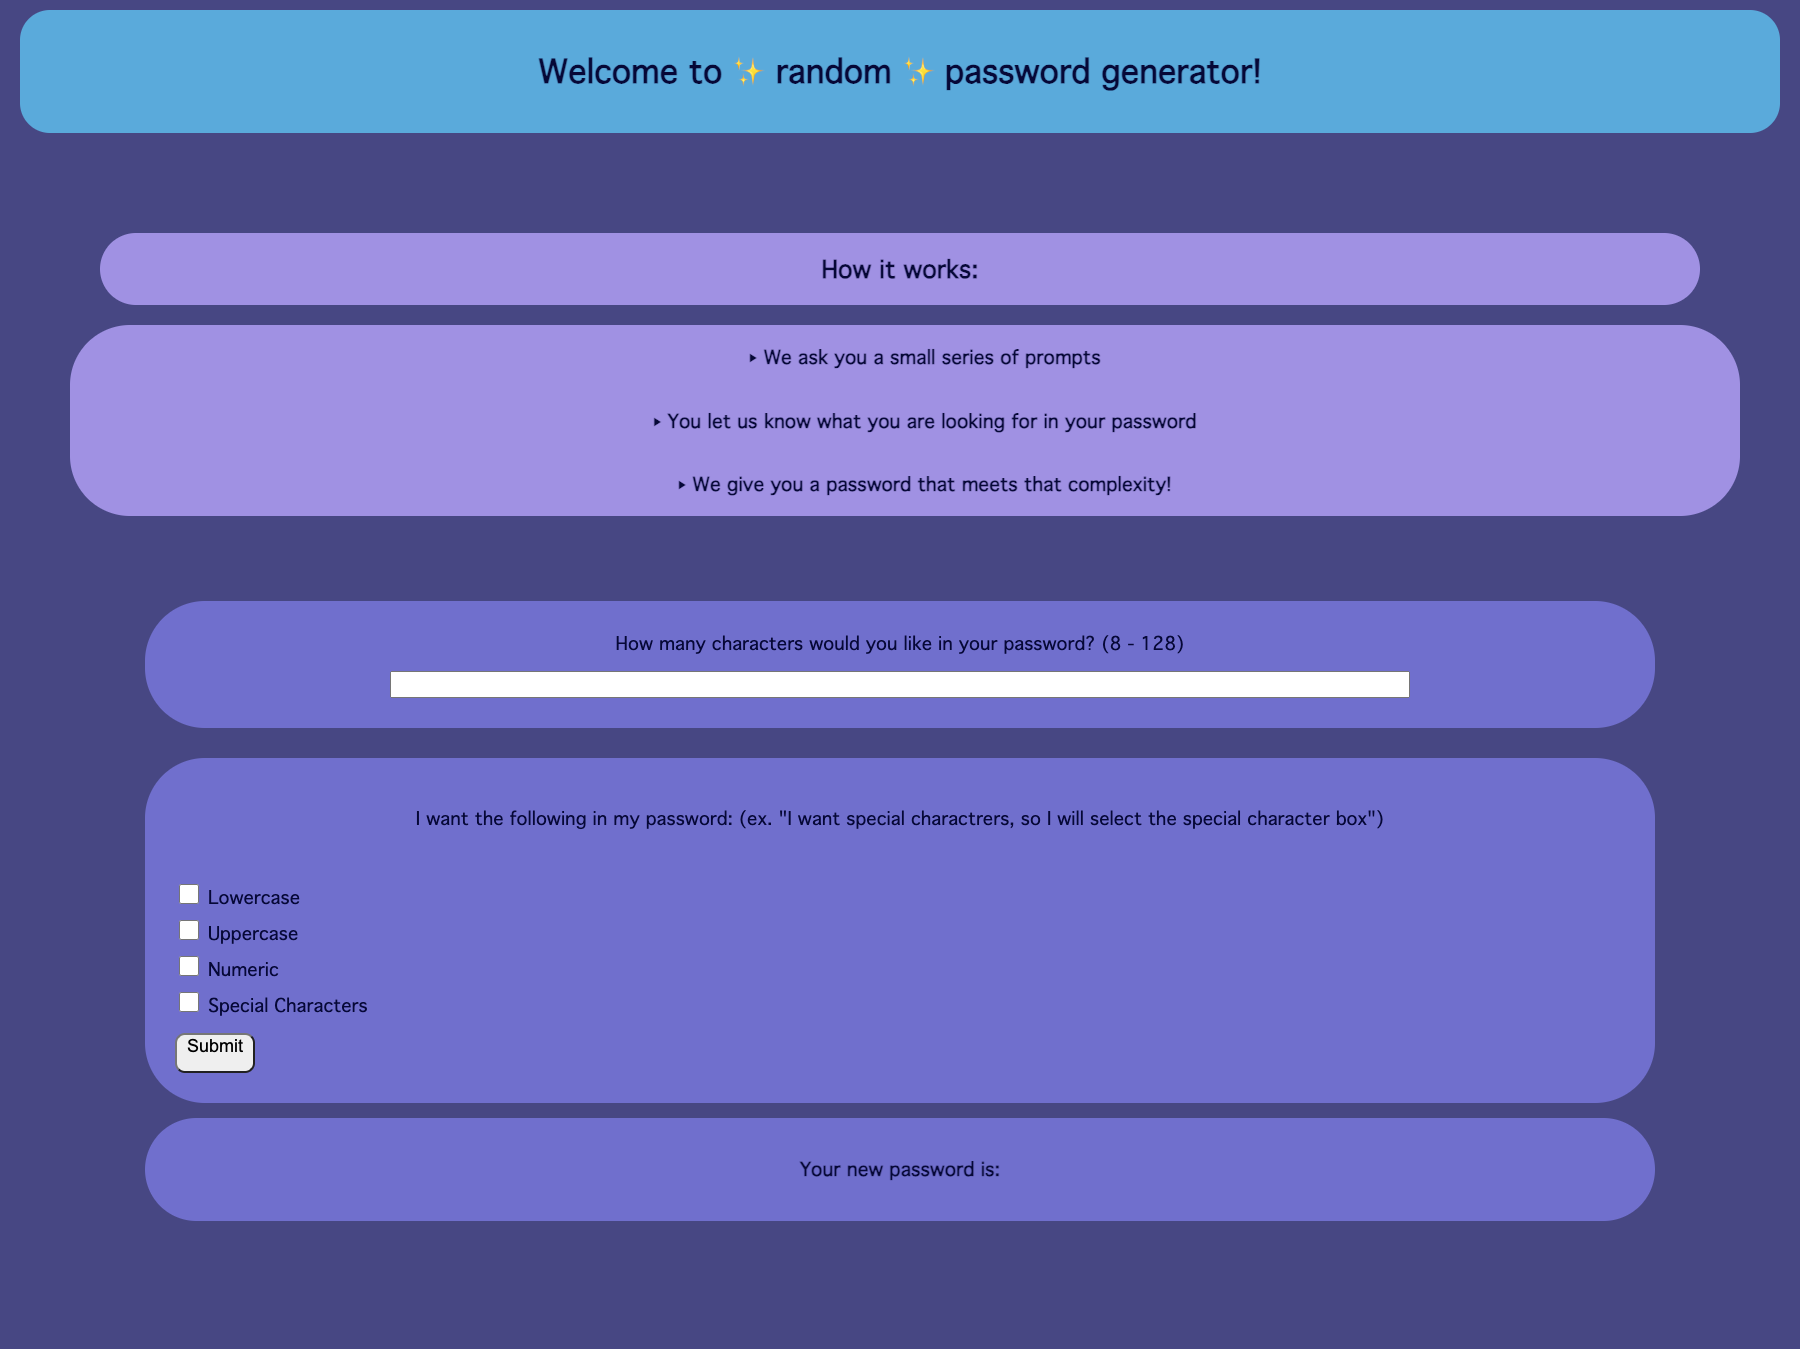 Welcome to ✨ random ✨ password generator!
How it works:
‣ We ask you a small series of prompts
‣ You let us know what you are looking for in your password
‣ We give you a password that meets that complexity!
How many characters would you like in your password? (8 - 128)
I want the following in my password: (ex. "I want special charactrers, so I will select the special character box")
Lowercase
Uppercase
Numeric
Special Characters
Submit
Your new password is: